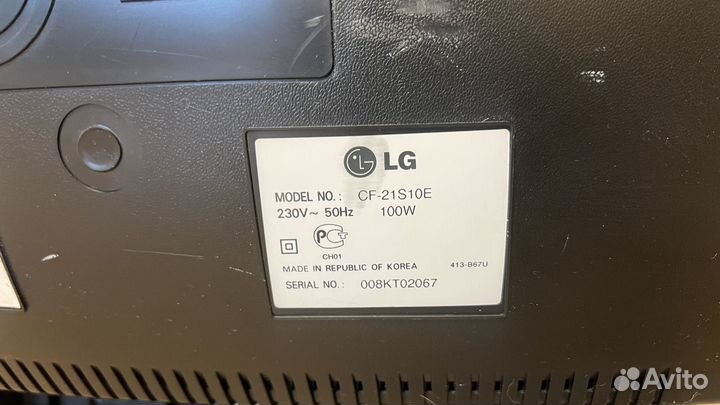 LG
MODEL NO.: CF-21S10E
230V~ 50Hz 100W
РСТ
CH01
MADE IN REPUBLIC OF KOREA 413-B67U
SERIAL NO.: 008KT02067
Avito